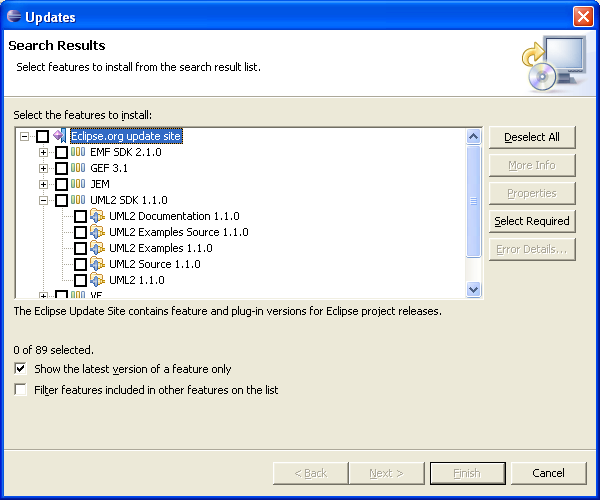 Updates
Search Results
Select features to install from the search result list.
Select the features to install:
Eclipse.org update site
EMF SDK 2.1.0
GEF 3.1
JEM
UML2 SDK 1.1.0
UML2 Documentation 1.1.0
UML2 Examples Source 1.1.0
UML2 Examples 1.1.0
UML2 Source 1.1.0
UML2 1.1.0
VE
Deselect All
More Info
Properties
Select Required
Error Details...
The Eclipse Update Site contains feature and plug-in versions for Eclipse project releases.
0 of 89 selected.
Show the latest version of a feature only
Filter features included in other features on the list
< Back
Next >
Finish
Cancel